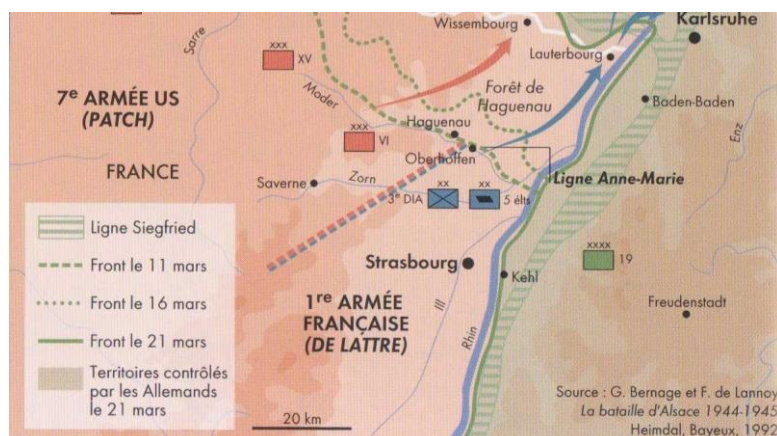 Wissembourg
Karlsruhe
Lauterbourg
Sarre
xxx
XV
7e ARMÉE US
(PATCH)
Moder
Forêt de
Haguenau
Baden-Baden
Enz
xxx
VI
Haguenau
Oberhoffen
FRANCE
Saverne
Zorn
Ligne Anne-Marie
xx
3e DIA
xx
5 élts
Ligne Siegfried
Front le 11 mars
Front le 16 mars
Front le 21 mars
Territoires contrôlés
par les Allemands
le 21 mars
Strasbourg
Kehl
xxxx
19
Freudenstadt
1re ARMÉE
FRANÇAISE
(DE LATTRE)
Ill
Rhin
20 km
Source : G. Bernage et F. de Lannoy
La bataille d'Alsace 1944-1945
Heimdal, Bayeux, 1992